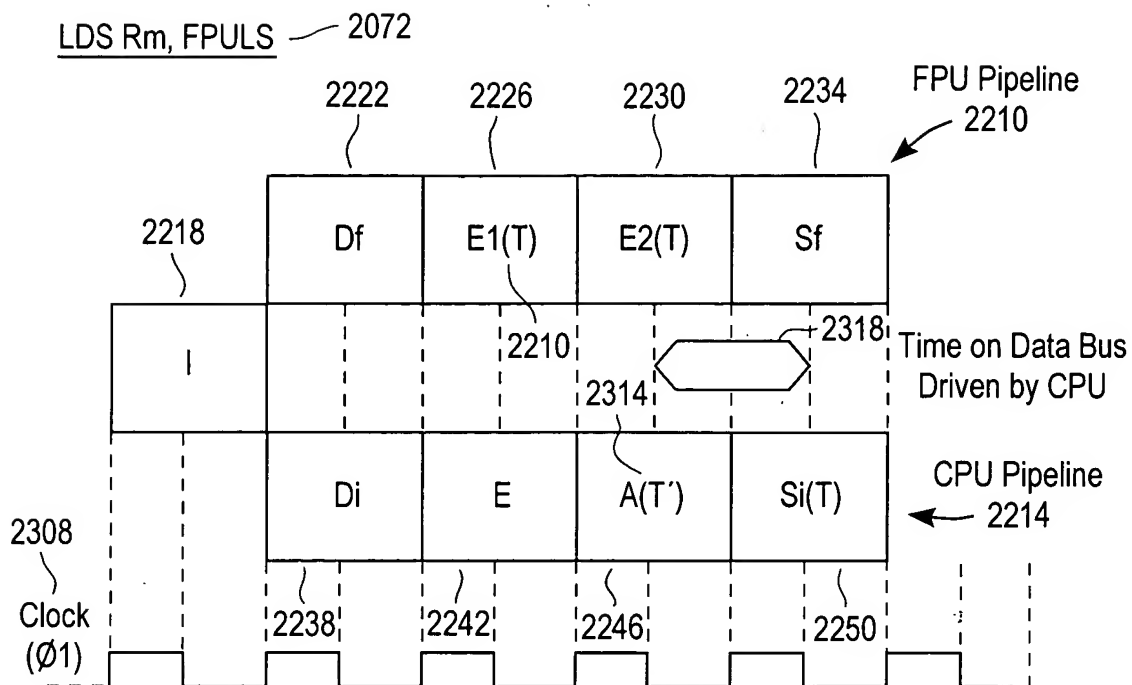 LDS Rm, FPULS 2072
2222 2226 2230 2234
FPU Pipeline
2210
2218
Df E1(T) E2(T) Sf
I
2210
2318
2314
Time on Data Bus
Driven by CPU
Di E A(T´) Si(T)
CPU Pipeline
2214
2308
Clock
(Ø1)
2238 2242 2246 2250